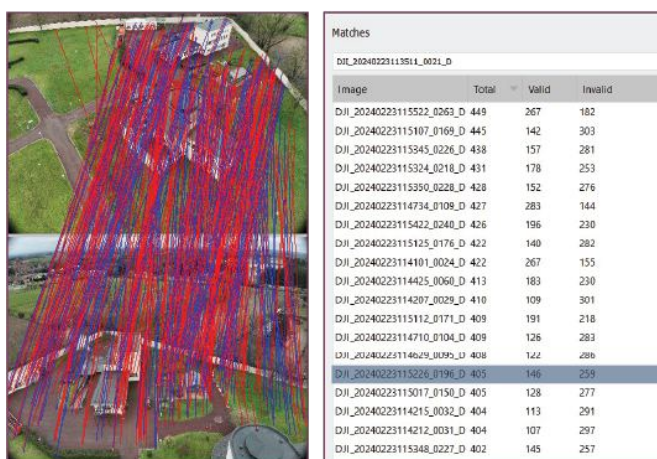 Matches
DJI_20240223113511_0021_D
Image Total Valid Invalid
DJI_20240223115522_0263_D 449 267 182
DJI_20240223115107_0169_D 445 142 303
DJI_20240223115345_0226_D 438 157 281
DJI_20240223115324_0218_D 431 178 253
DJI_20240223115350_0228_D 428 152 276
DJI_20240223114734_0109_D 427 283 144
DJI_20240223115422_0240_D 426 196 230
DJI_20240223115125_0176_D 422 140 282
DJI_20240223114101_0024_D 422 267 155
DJI_20240223114425_0060_D 413 183 230
DJI_20240223114207_0029_D 410 109 301
DJI_20240223115112_0171_D 409 191 218
DJI_20240223114710_0104_D 409 126 283
DJI_20240223114629_0095_D 408 122 286
DJI_20240223115226_0196_D 405 146 259
DJI_20240223115017_0150_D 405 128 277
DJI_20240223114215_0032_D 404 113 291
DJI_20240223114212_0031_D 404 107 297
DJI_20240223115348_0227_D 402 145 257